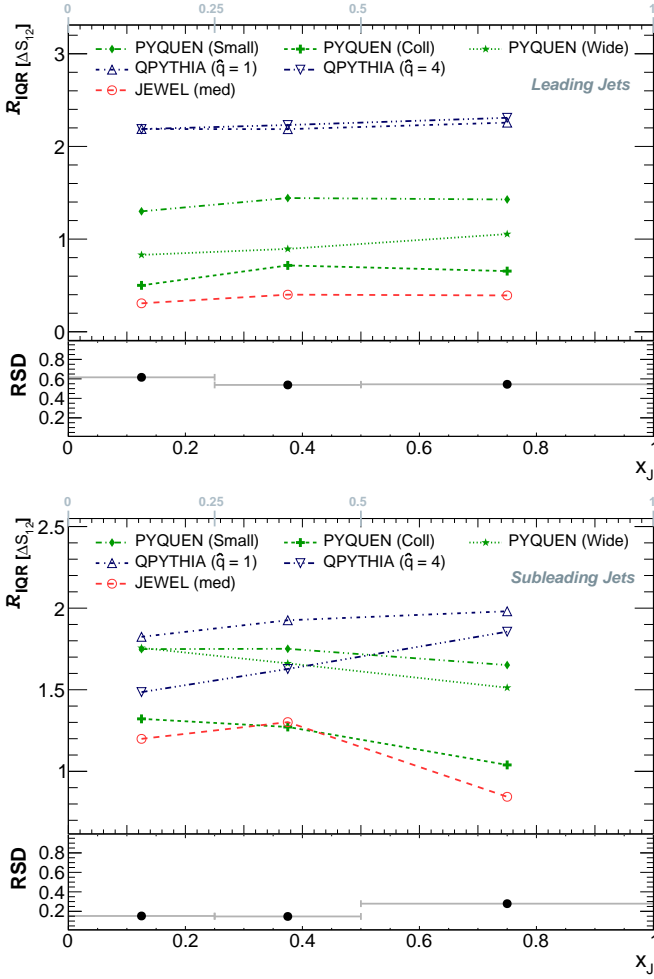 0 0.25 0.5 1
R_IQR [ΔS_12]
PYQUEN (Small) PYQUEN (Coll) PYQUEN (Wide)
QPYTHIA (q̂ = 1) QPYTHIA (q̂ = 4)
JEWEL (med)
Leading Jets
3
2
1
0
RSD
0.8
0.6
0.4
0.2
0 0.2 0.4 0.6 0.8 1
x_J
0 0.25 0.5 1
R_IQR [ΔS_12]
2.5
PYQUEN (Small) PYQUEN (Coll) PYQUEN (Wide)
QPYTHIA (q̂ = 1) QPYTHIA (q̂ = 4)
JEWEL (med)
Subleading Jets
2
1.5
1
RSD
0.8
0.6
0.4
0.2
0 0.2 0.4 0.6 0.8 1
x_J